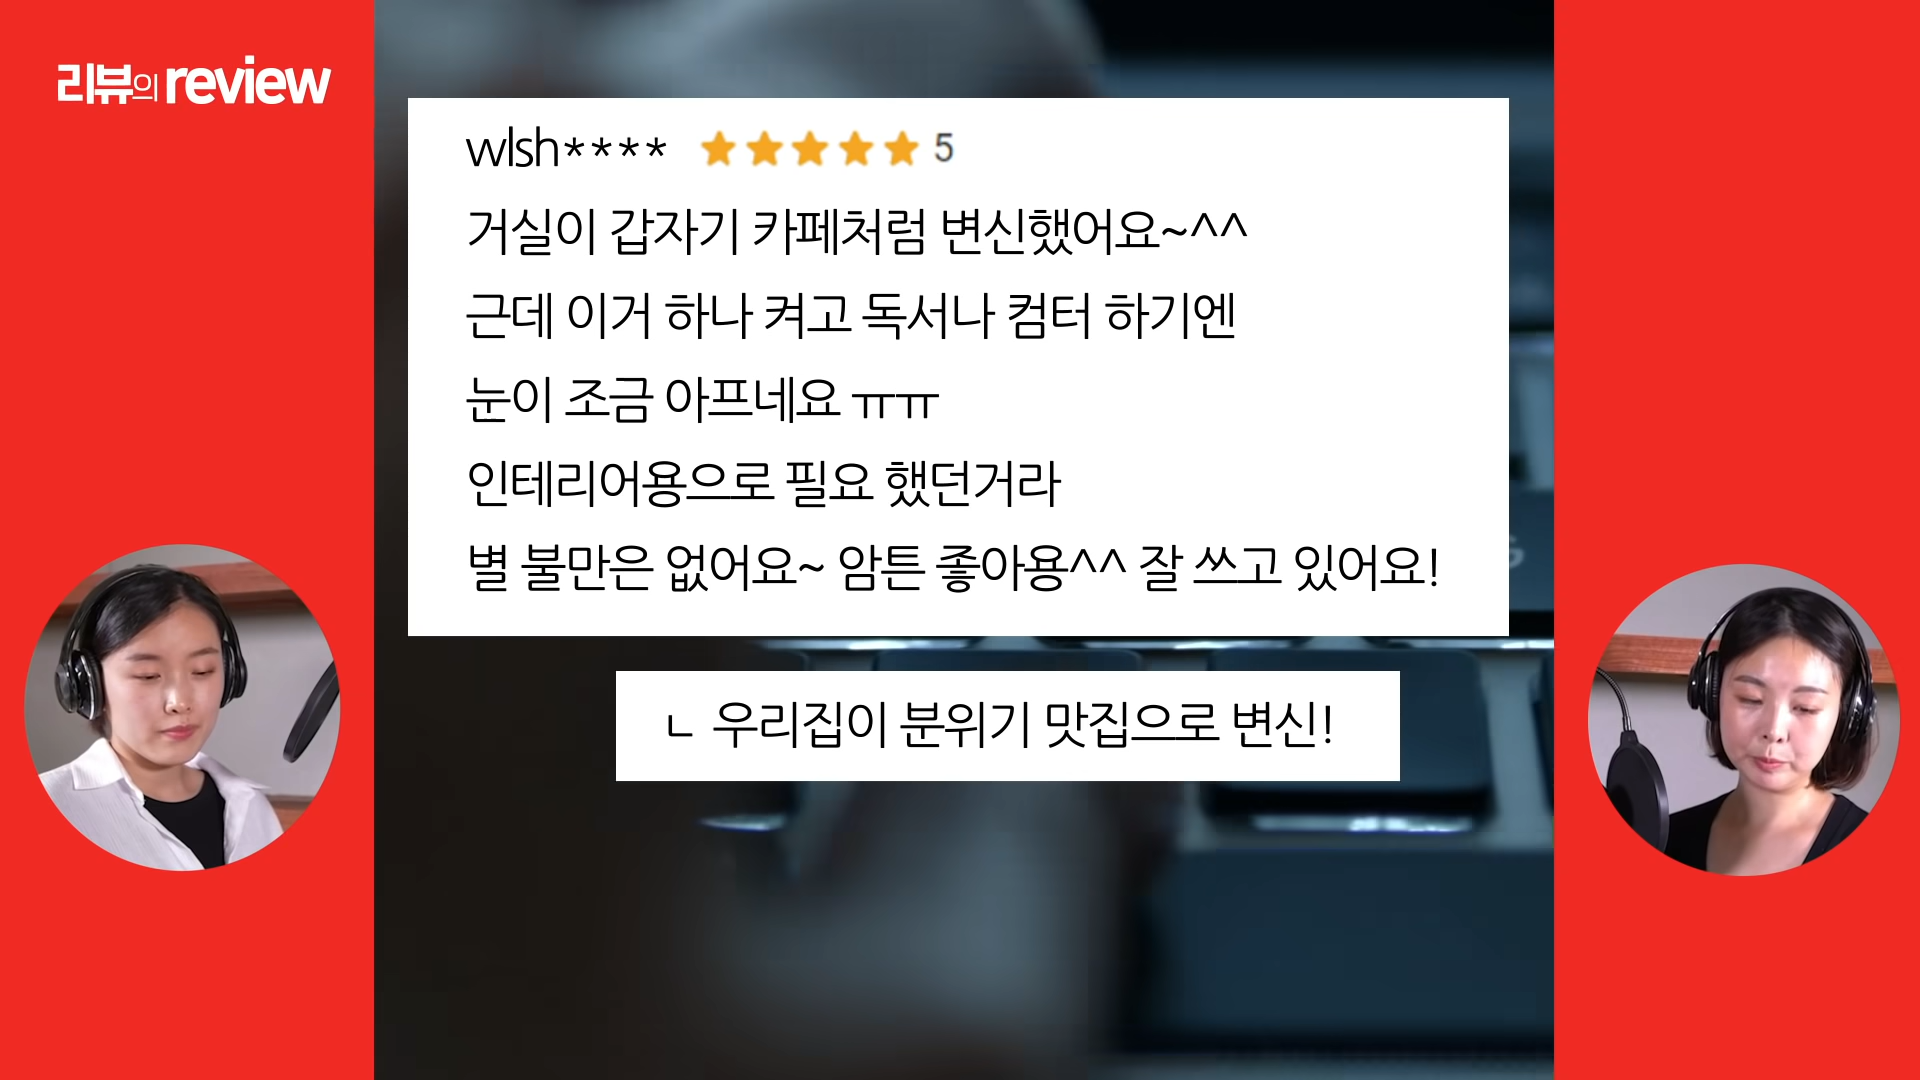 리뷰의 review
wlsh**** ★★★★★ 5
거실이 갑자기 카페처럼 변신했어요~^^
근데 이거 하나 켜고 독서나 컴터 하기엔
눈이 조금 아프네요 ㅠㅠ
인테리어용으로 필요 했던거라
별 불만은 없어요~ 암튼 좋아용^^ 잘 쓰고 있어요!
ㄴ 우리집이 분위기 맛집으로 변신!